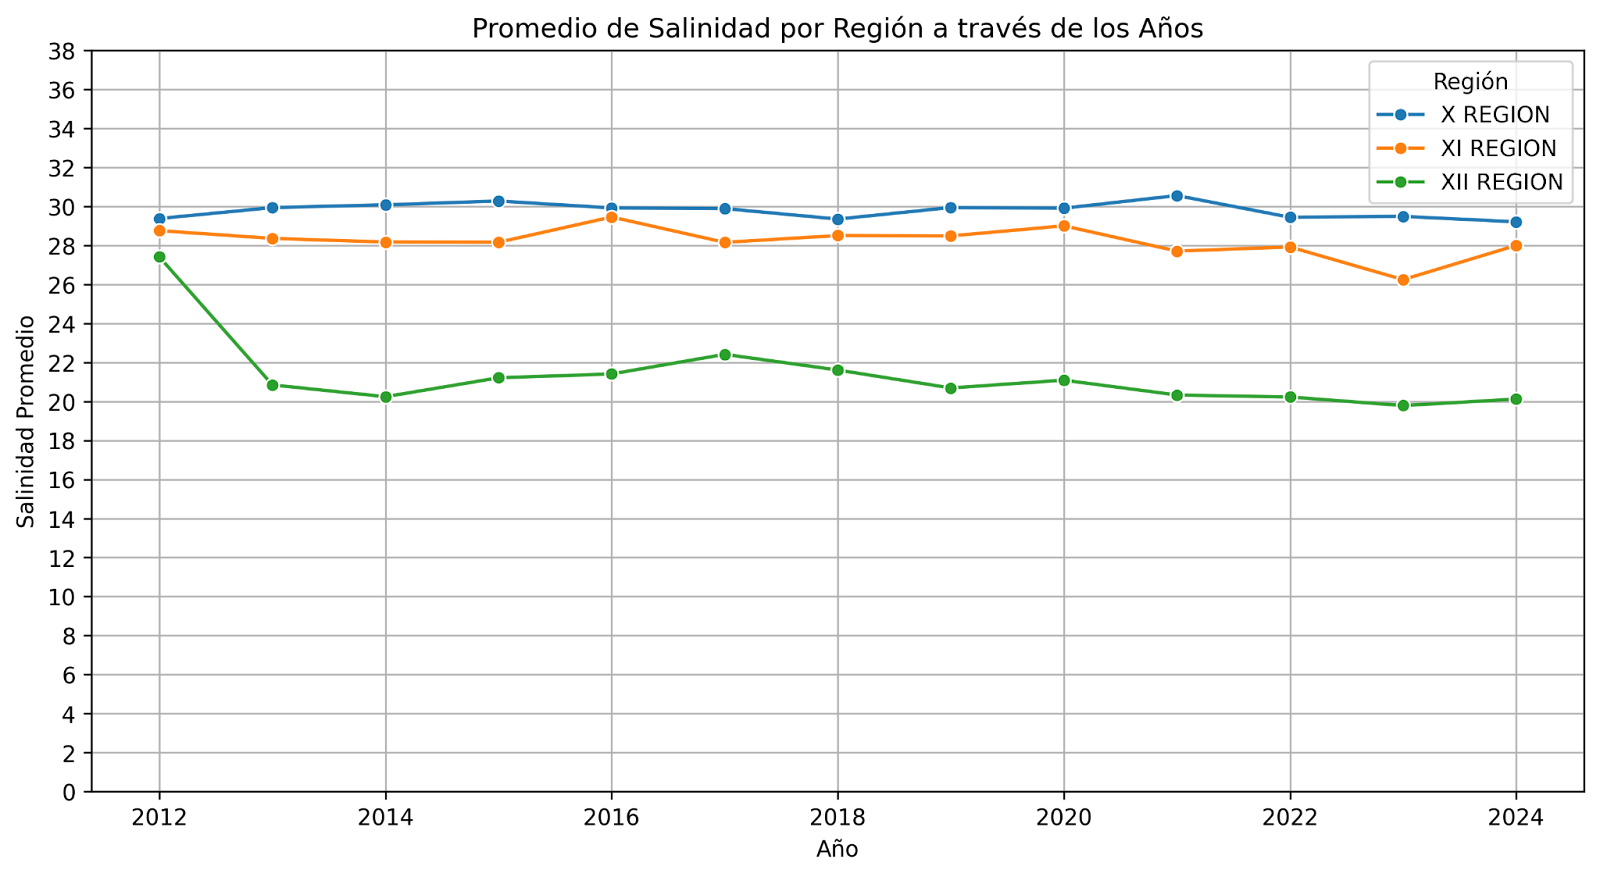 Promedio de Salinidad por Región a través de los Años
Región
X REGION
XI REGION
XII REGION
Salinidad Promedio
38
36
34
32
30
28
26
24
22
20
18
16
14
12
10
8
6
4
2
0
2012 2014 2016 2018 2020 2022 2024
Año